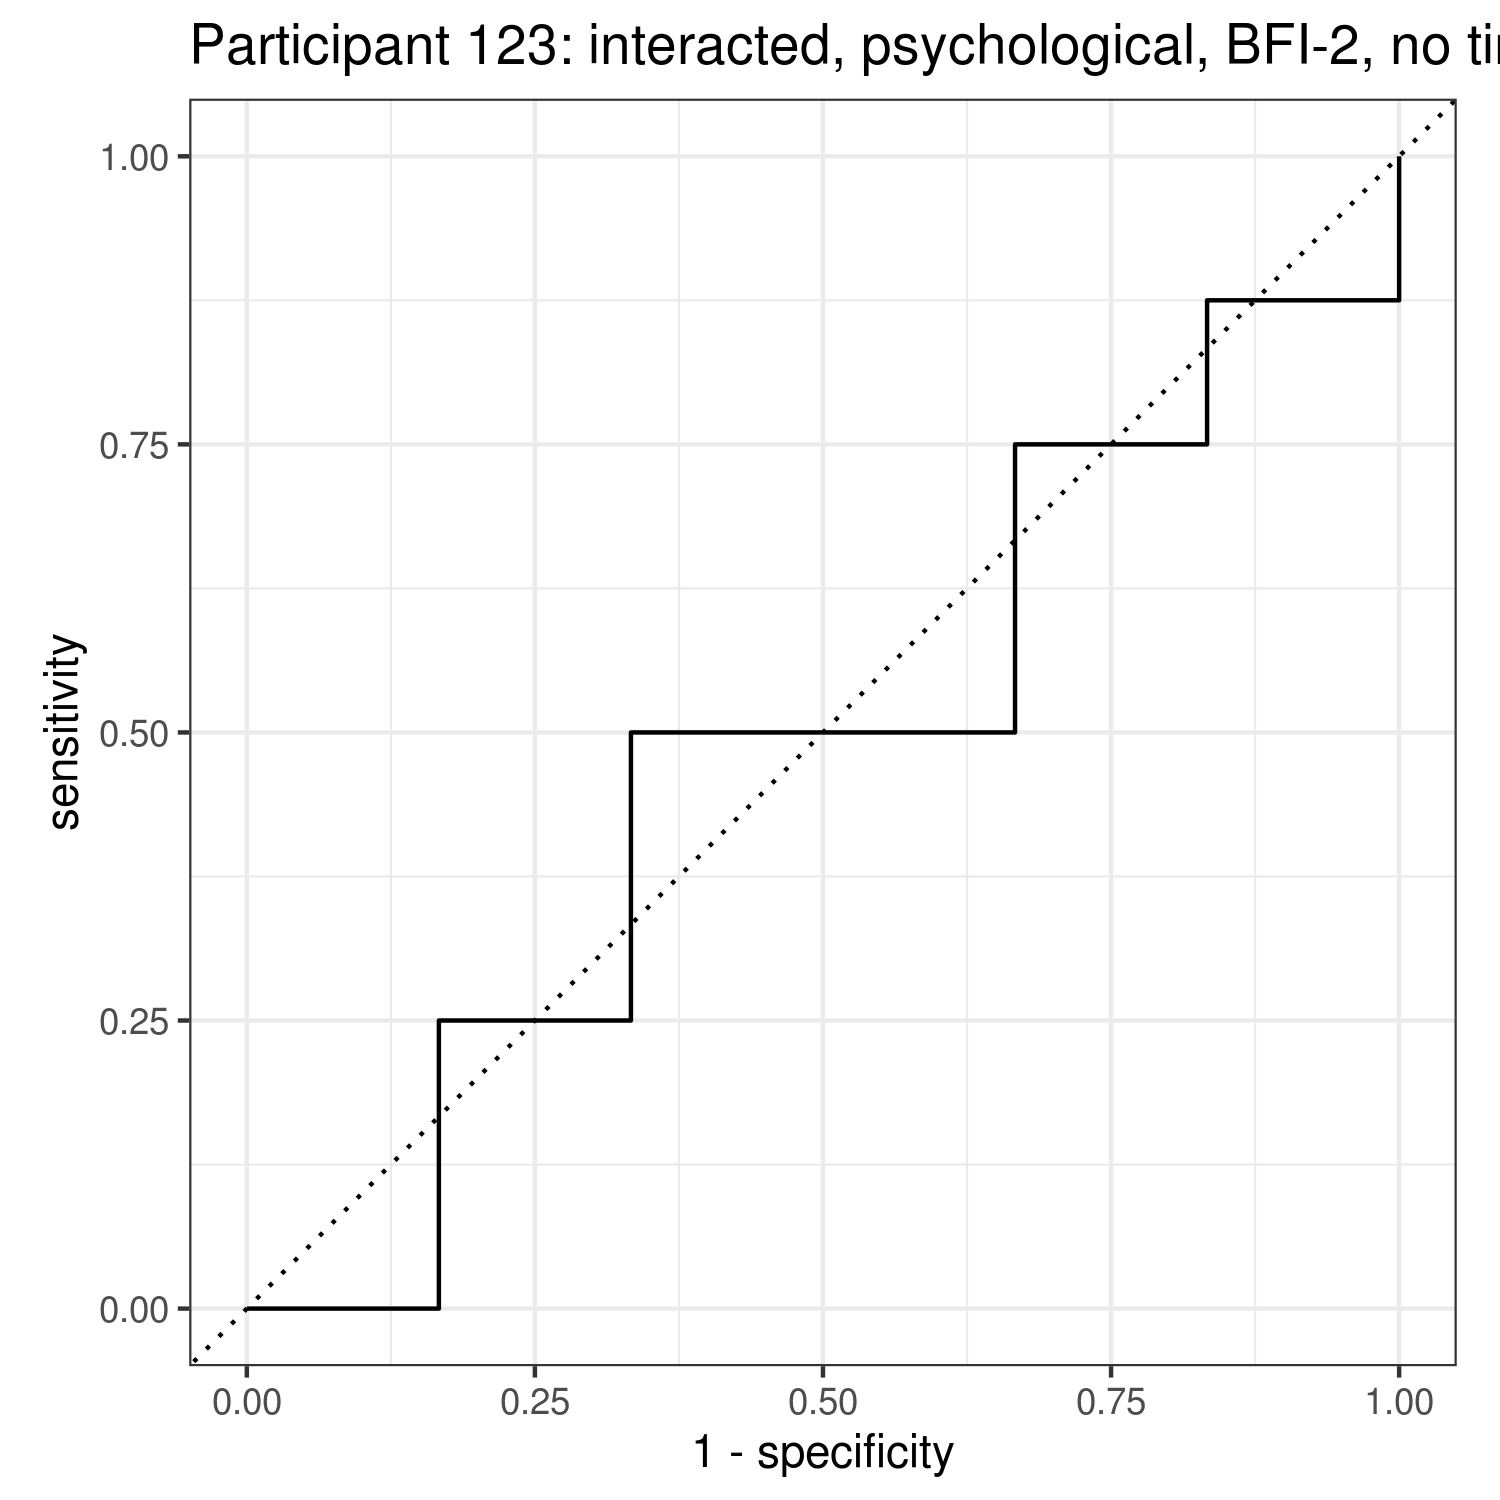 Participant 123: interacted, psychological, BFI-2, no
1.00
0.75
0.50
0.25
0.00
sensitivity
0.00 0.25 0.50 0.75 1.00
1 - specificity